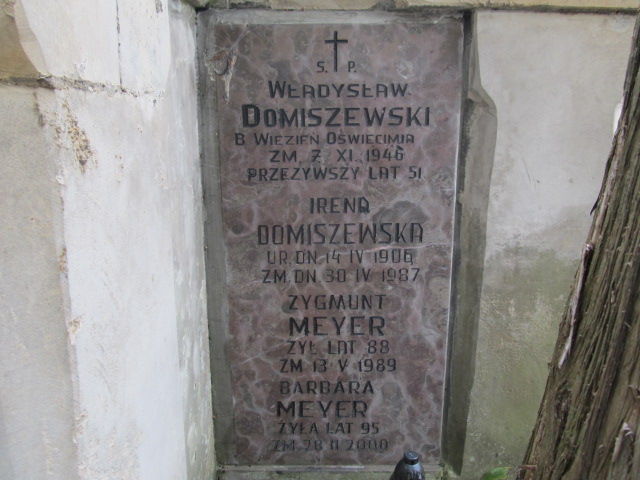 Ś. P.
WŁADYSŁAW
DOMISZEWSKI
B WIĘZIEŃ OŚWIĘCIMIA
ZM. 7. XI. 1946
PRZEŻYWSZY LAT 51
IRENA
DOMISZEWSKA
UR. DN 14 IV 1906
ZM. DN 30 IV 1987
ZYGMUNT
MEYER
ŻYŁ LAT 88
ZM 13 V 1989
BARBARA
MEYER
ŻYŁA LAT 95
ZM 28 II 2000